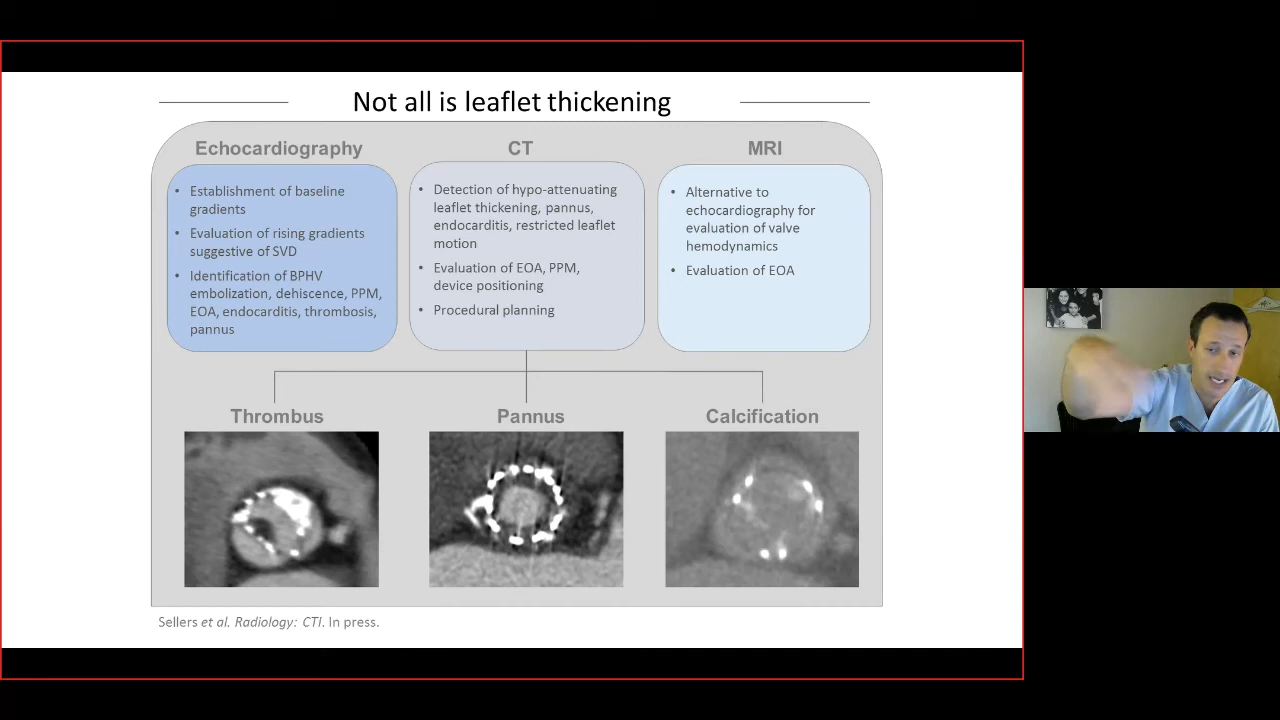 Not all is leaflet thickening
Echocardiography
• Establishment of baseline
gradients
• Evaluation of rising gradients
suggestive of SVD
• Identification of BPHV
embolization, dehiscence, PPM,
EOA, endocarditis, thrombosis,
pannus
CT
• Detection of hypo-attenuating
leaflet thickening, pannus,
endocarditis, restricted leaflet
motion
• Evaluation of EOA, PPM,
device positioning
• Procedural planning
MRI
• Alternative to
echocardiography for
evaluation of valve
hemodynamics
• Evaluation of EOA
Thrombus
Pannus
Calcification
Sellers et al. Radiology: CTI. In press.